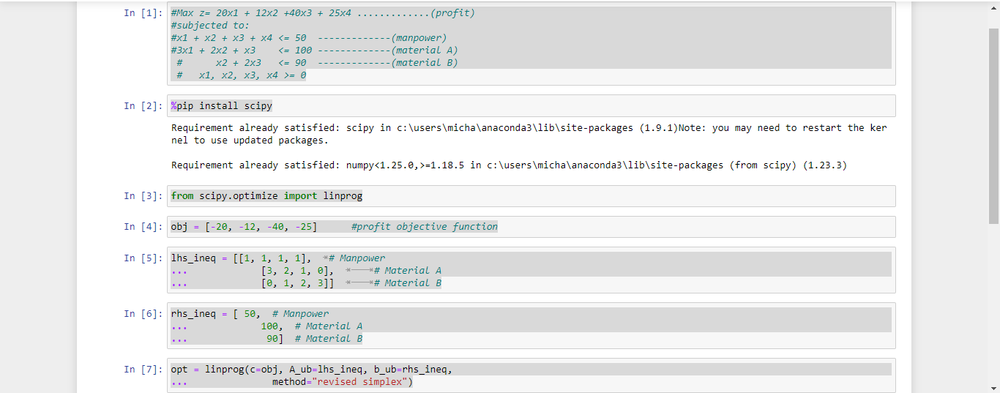 In [1]: #Max z= 20x1 + 12x2 +40x3 + 25x4 .............(profit)
#subjected to:
#x1 + x2 + x3 + x4 <= 50 -------------(manpower)
#3x1 + 2x2 + x3 <= 100 -------------(material A)
# x2 + 2x3 <= 90 -------------(material B)
# x1, x2, x3, x4 >= 0
In [2]: %pip install scipy
Requirement already satisfied: scipy in c:\users\micha\anaconda3\lib\site-packages (1.9.1)Note: you may need to restart the ker
nel to use updated packages.
Requirement already satisfied: numpy<1.25.0,>=1.18.5 in c:\users\micha\anaconda3\lib\site-packages (from scipy) (1.23.3)
In [3]: from scipy.optimize import linprog
In [4]: obj = [-20, -12, -40, -25] #profit objective function
In [5]: lhs_ineq = [[1, 1, 1, 1], # Manpower
... [3, 2, 1, 0], # Material A
... [0, 1, 2, 3]] # Material B
In [6]: rhs_ineq = [ 50, # Manpower
... 100, # Material A
... 90] # Material B
In [7]: opt = linprog(c=obj, A_ub=lhs_ineq, b_ub=rhs_ineq,
... method="revised simplex")